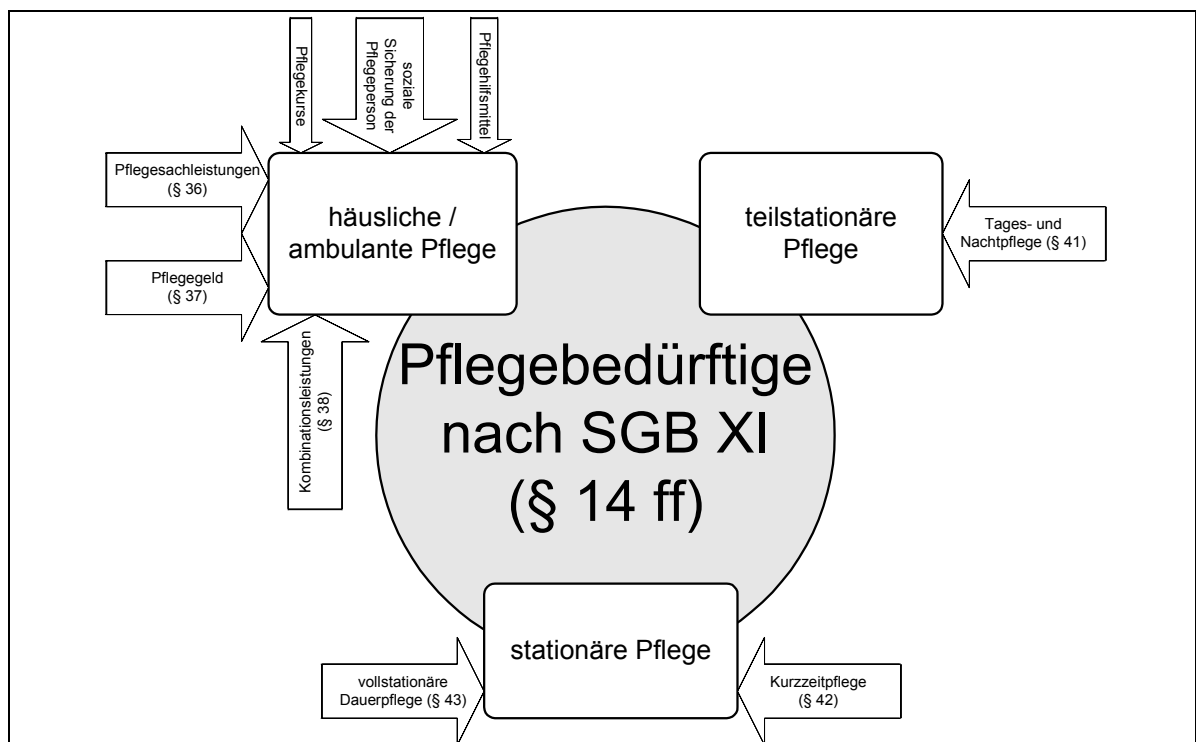 Pflegekurse
soziale
Sicherung der
Pflegeperson
Pflegehilfsmittel
Pflegesachleistungen
(§ 36)
häusliche /
ambulante Pflege
teilstationäre
Pflege
Tages- und
Nachtpflege (§ 41)
Pflegegeld
(§ 37)
Kombinationsleistungen
(§ 38)
Pflegebedürftige
nach SGB XI
(§ 14 ff)
stationäre Pflege
vollstationäre
Dauerpflege (§ 43)
Kurzzeitpflege
(§ 42)